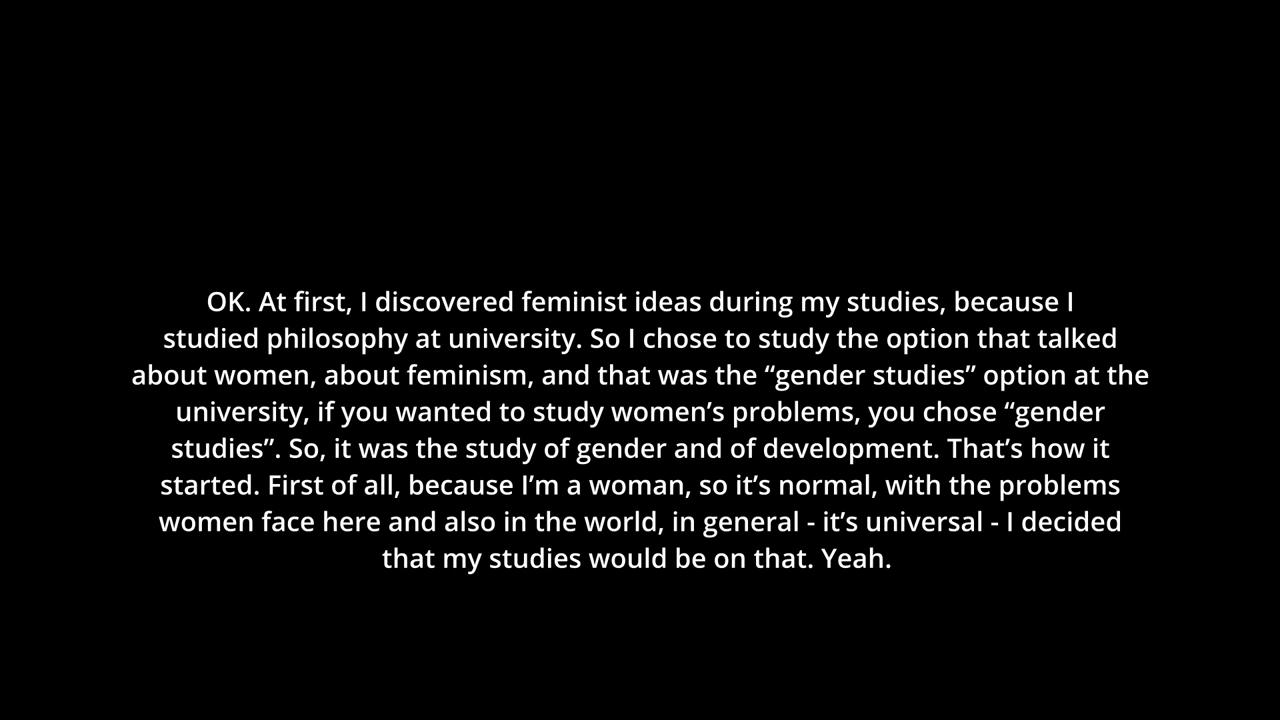 OK. At first, I discovered feminist ideas during my studies, because I
studied philosophy at university. So I chose to study the option that talked
about women, about feminism, and that was the “gender studies” option at the
university, if you wanted to study women’s problems, you chose “gender
studies”. So, it was the study of gender and of development. That’s how it
started. First of all, because I’m a woman, so it’s normal, with the problems
women face here and also in the world, in general - it’s universal - I decided
that my studies would be on that. Yeah.